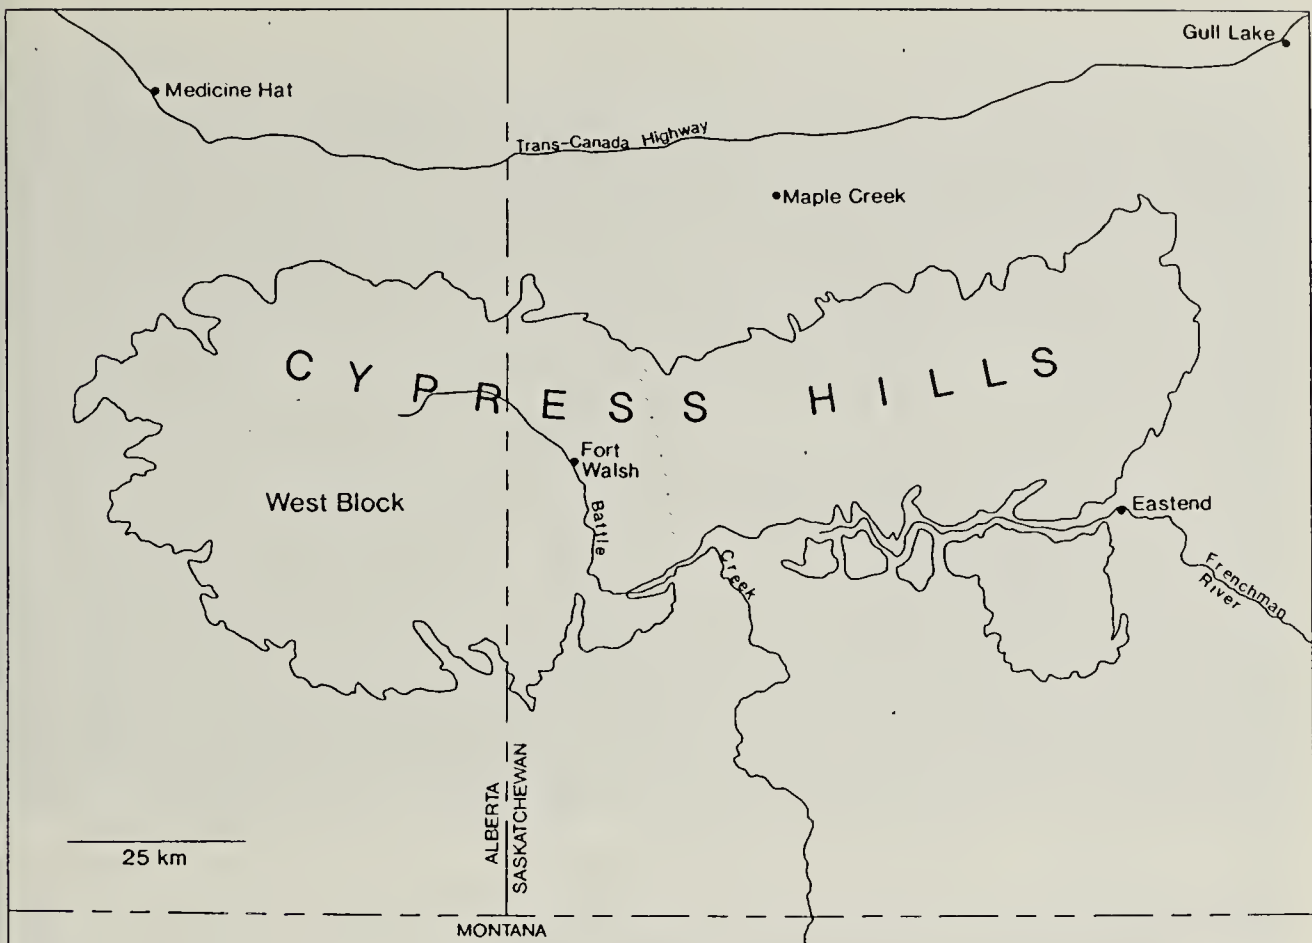 Gull Lake
Medicine Hat
Trans-Canada Highway
Maple Creek
CYPRESS HILLS
Fort
Walsh
West Block
Battle
Creek
Eastend
Frenchman
River
ALBERTA
SASKATCHEWAN
25 km
MONTANA